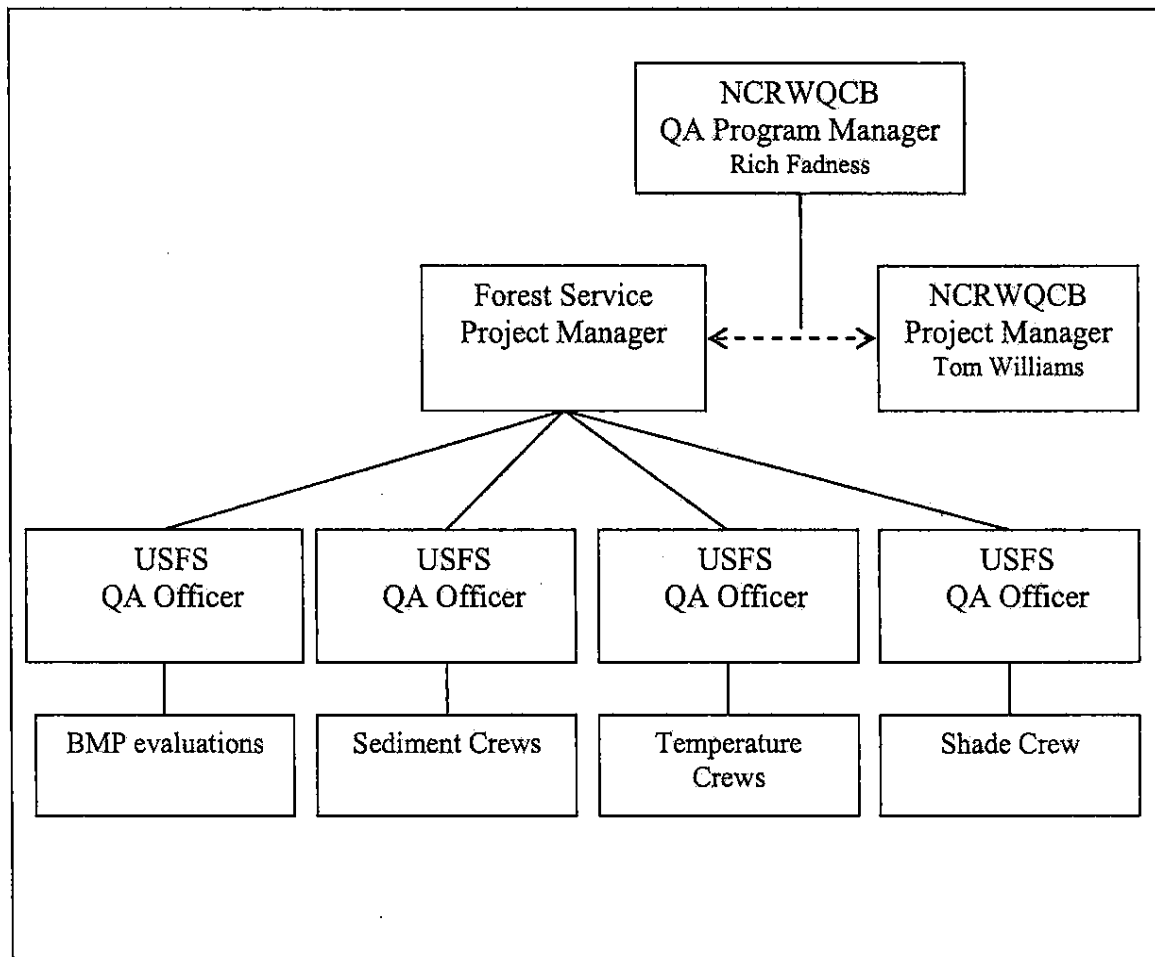 NCRWQCB
QA Program Manager
Rich Fadness
Forest Service
Project Manager
NCRWQCB
Project Manager
Tom Williams
USFS
QA Officer
USFS
QA Officer
USFS
QA Officer
USFS
QA Officer
BMP evaluations
Sediment Crews
Temperature
Crews
Shade Crew